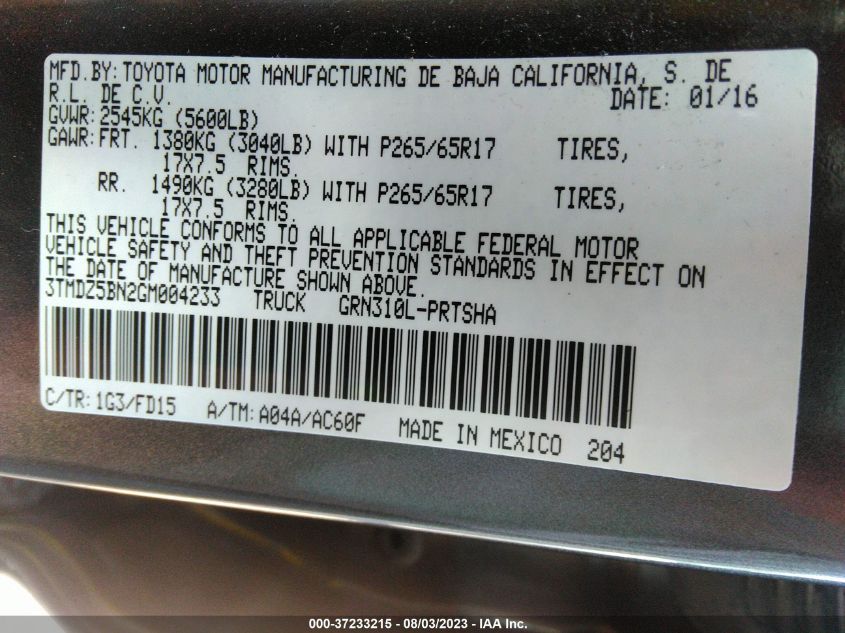 MFD.BY:TOYOTA MOTOR MANUFACTURING DE BAJA CALIFORNIA, S. DE
R.L. DE C.V. DATE: 01/16
GVWR:2545KG (5600LB)
GAWR:FRT. 1380KG (3040LB) WITH P265/65R17 TIRES,
17X7.5 RIMS.
RR. 1490KG (3280LB) WITH P265/65R17 TIRES,
17X7.5 RIMS.
THIS VEHICLE CONFORMS TO ALL APPLICABLE FEDERAL MOTOR
VEHICLE SAFETY AND THEFT PREVENTION STANDARDS IN EFFECT ON
THE DATE OF MANUFACTURE SHOWN ABOVE.
3TMDZ5BN2GM004233 TRUCK GRN310L-PRTSHA
C/TR:1G3/FD15 A/TM:A04A/AC60F MADE IN MEXICO 204
000-37233215 - 08/03/2023 - IAA Inc.